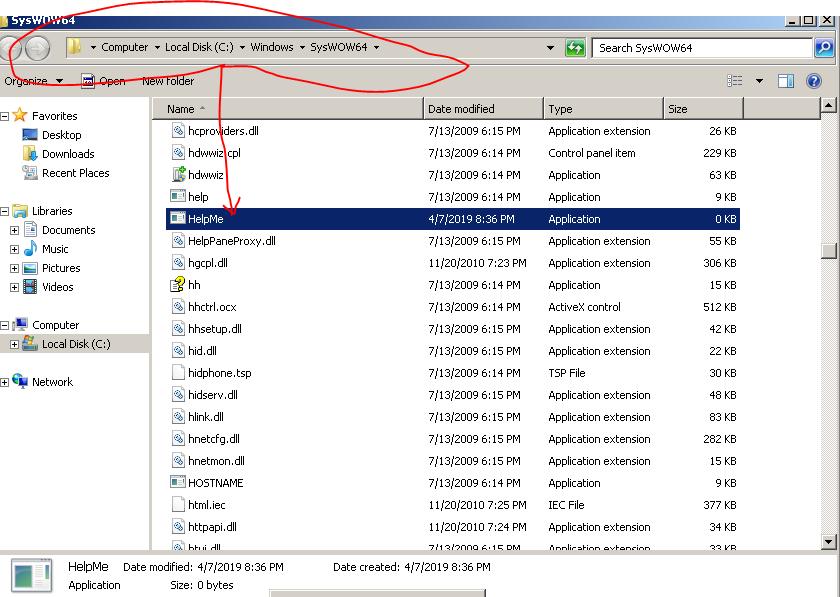 SysWOW64
Computer Local Disk (C:) Windows SysWOW64 Search SysWOW64
Organize Open New folder
Favorites
Desktop
Downloads
Recent Places
Libraries
Documents
Music
Pictures
Videos
Computer
Local Disk (C:)
Network
Name Date modified Type Size
hcproviders.dll 7/13/2009 6:15 PM Application extension 26 KB
hdwwiz.cpl 7/13/2009 6:14 PM Control panel item 229 KB
hdwwiz 7/13/2009 6:14 PM Application 63 KB
help 7/13/2009 6:14 PM Application 9 KB
HelpMe 4/7/2019 8:36 PM Application 0 KB
HelpPaneProxy.dll 7/13/2009 6:15 PM Application extension 55 KB
hgcpl.dll 11/20/2010 7:23 PM Application extension 306 KB
hh 7/13/2009 6:14 PM Application 15 KB
hhctrl.ocx 7/13/2009 6:14 PM ActiveX control 512 KB
hhsetup.dll 7/13/2009 6:15 PM Application extension 42 KB
hid.dll 7/13/2009 6:15 PM Application extension 22 KB
hidphone.tsp 7/13/2009 6:14 PM TSP File 30 KB
hidserv.dll 7/13/2009 6:15 PM Application extension 48 KB
hlink.dll 7/13/2009 6:15 PM Application extension 83 KB
hnetcfg.dll 7/13/2009 6:15 PM Application extension 282 KB
hnetmon.dll 7/13/2009 6:15 PM Application extension 15 KB
HOSTNAME 7/13/2009 6:14 PM Application 9 KB
html.iec 11/20/2010 7:25 PM IEC File 377 KB
httpapi.dll 11/20/2010 7:24 PM Application extension 34 KB
htui.dll 7/13/2009 6:15 PM Application extension 33 KB
HelpMe Date modified: 4/7/2019 8:36 PM Date created: 4/7/2019 8:36 PM
Application Size: 0 bytes